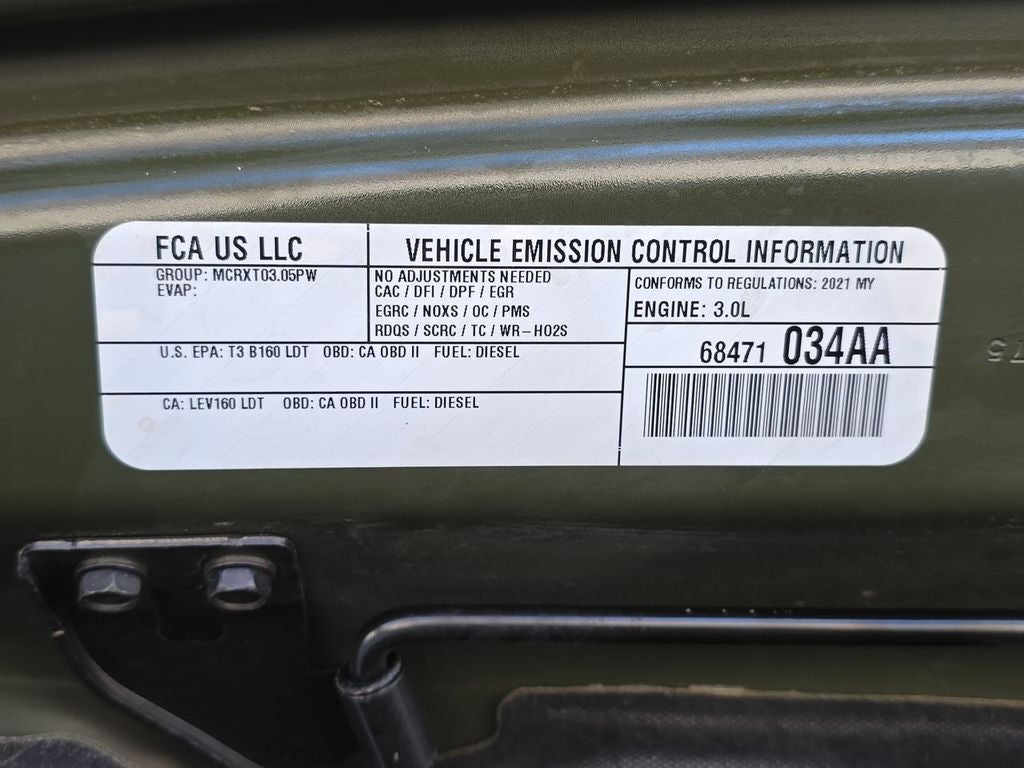 FCA US LLC
VEHICLE EMISSION CONTROL INFORMATION
GROUP: MCRXT03.05PW
EVAP:
NO ADJUSTMENTS NEEDED
CAC / DFI / DPF / EGR
EGRC / NOXS / OC / PMS
RDQS / SCRC / TC / WR-HO2S
CONFORMS TO REGULATIONS: 2021 MY
ENGINE: 3.0L
68471 034AA
U.S. EPA: T3 B160 LDT OBD: CA OBD II FUEL: DIESEL
CA: LEV160 LDT OBD: CA OBD II FUEL: DIESEL